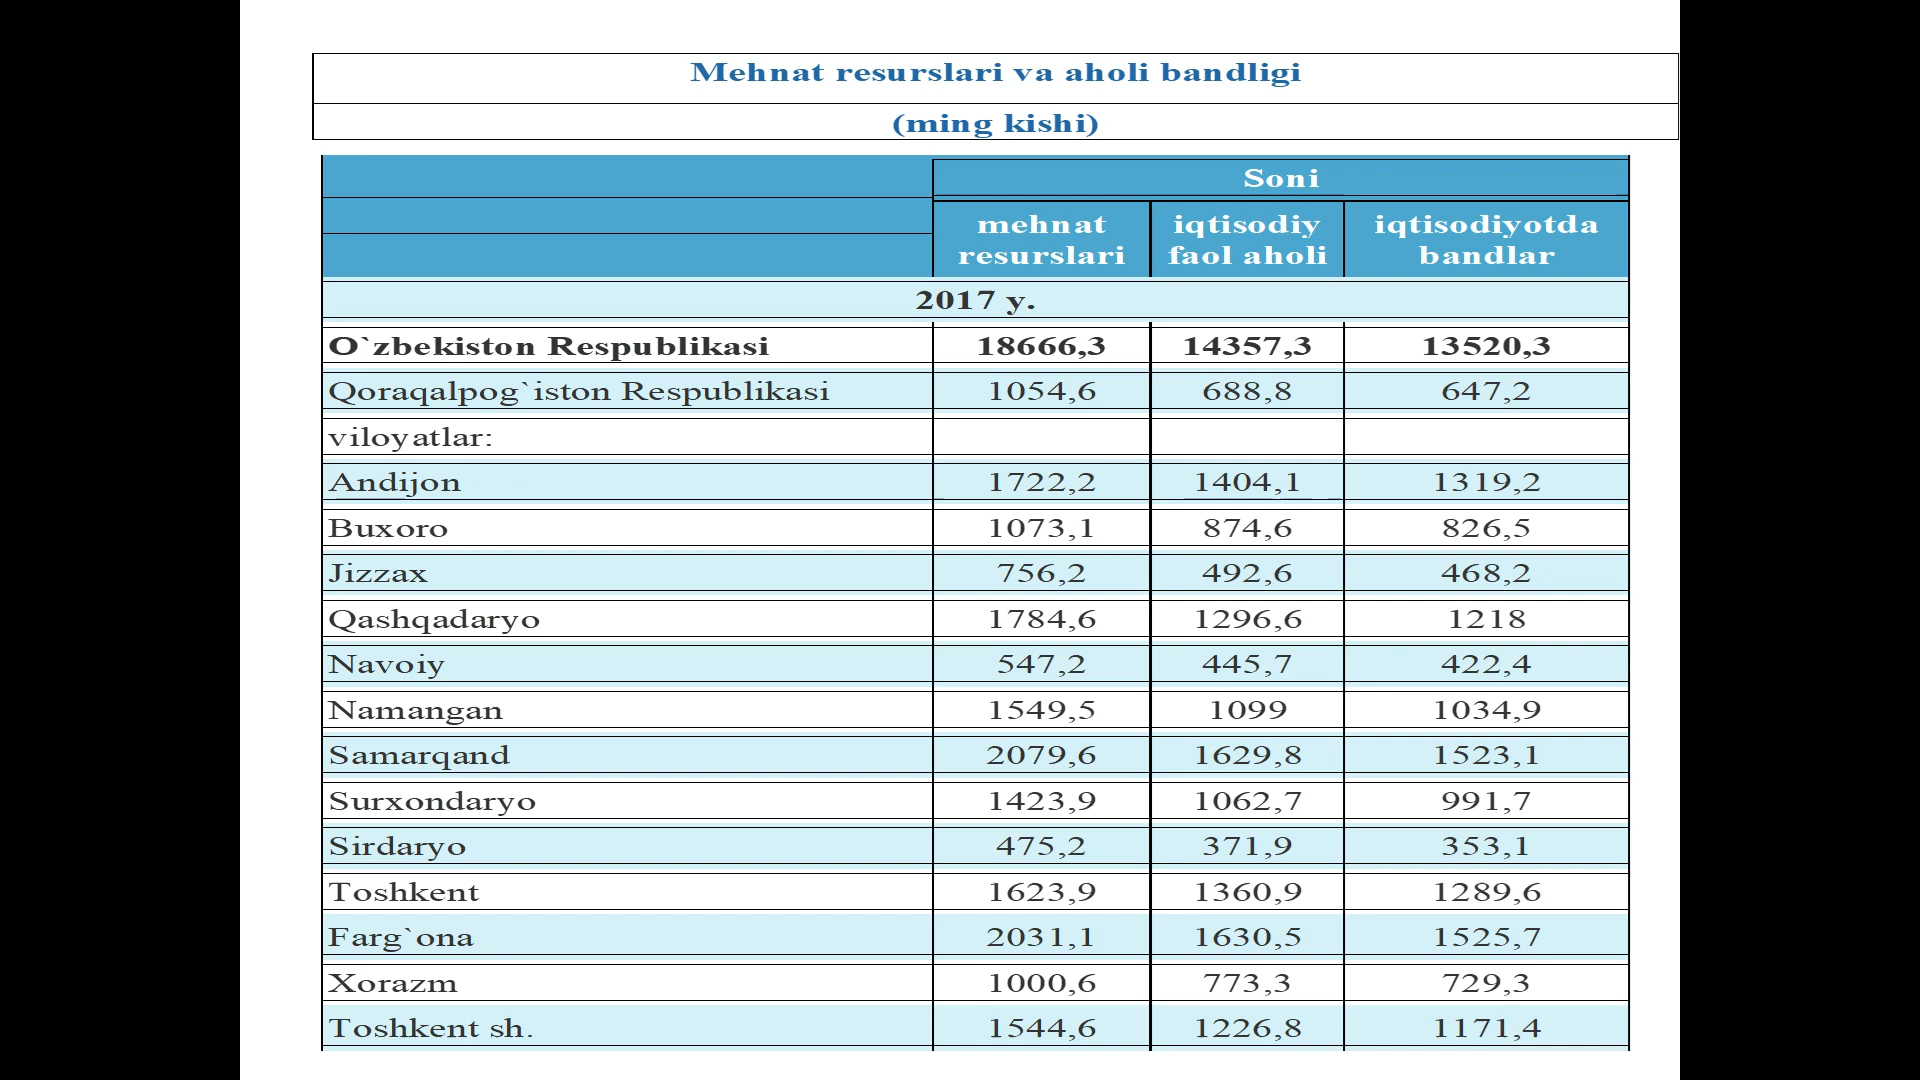 Mehnat resurslari va aholi bandligi
(ming kishi)
Soni
mehnat resurslari iqtisodiy faol aholi iqtisodiyotda bandlar
2017 y.
O`zbekiston Respublikasi 18666,3 14357,3 13520,3
Qoraqalpog`iston Respublikasi 1054,6 688,8 647,2
viloyatlar:
Andijon 1722,2 1404,1 1319,2
Buxoro 1073,1 874,6 826,5
Jizzax 756,2 492,6 468,2
Qashqadaryo 1784,6 1296,6 1218
Navoiy 547,2 445,7 422,4
Namangan 1549,5 1099 1034,9
Samarqand 2079,6 1629,8 1523,1
Surxondaryo 1423,9 1062,7 991,7
Sirdaryo 475,2 371,9 353,1
Toshkent 1623,9 1360,9 1289,6
Farg`ona 2031,1 1630,5 1525,7
Xorazm 1000,6 773,3 729,3
Toshkent sh. 1544,6 1226,8 1171,4